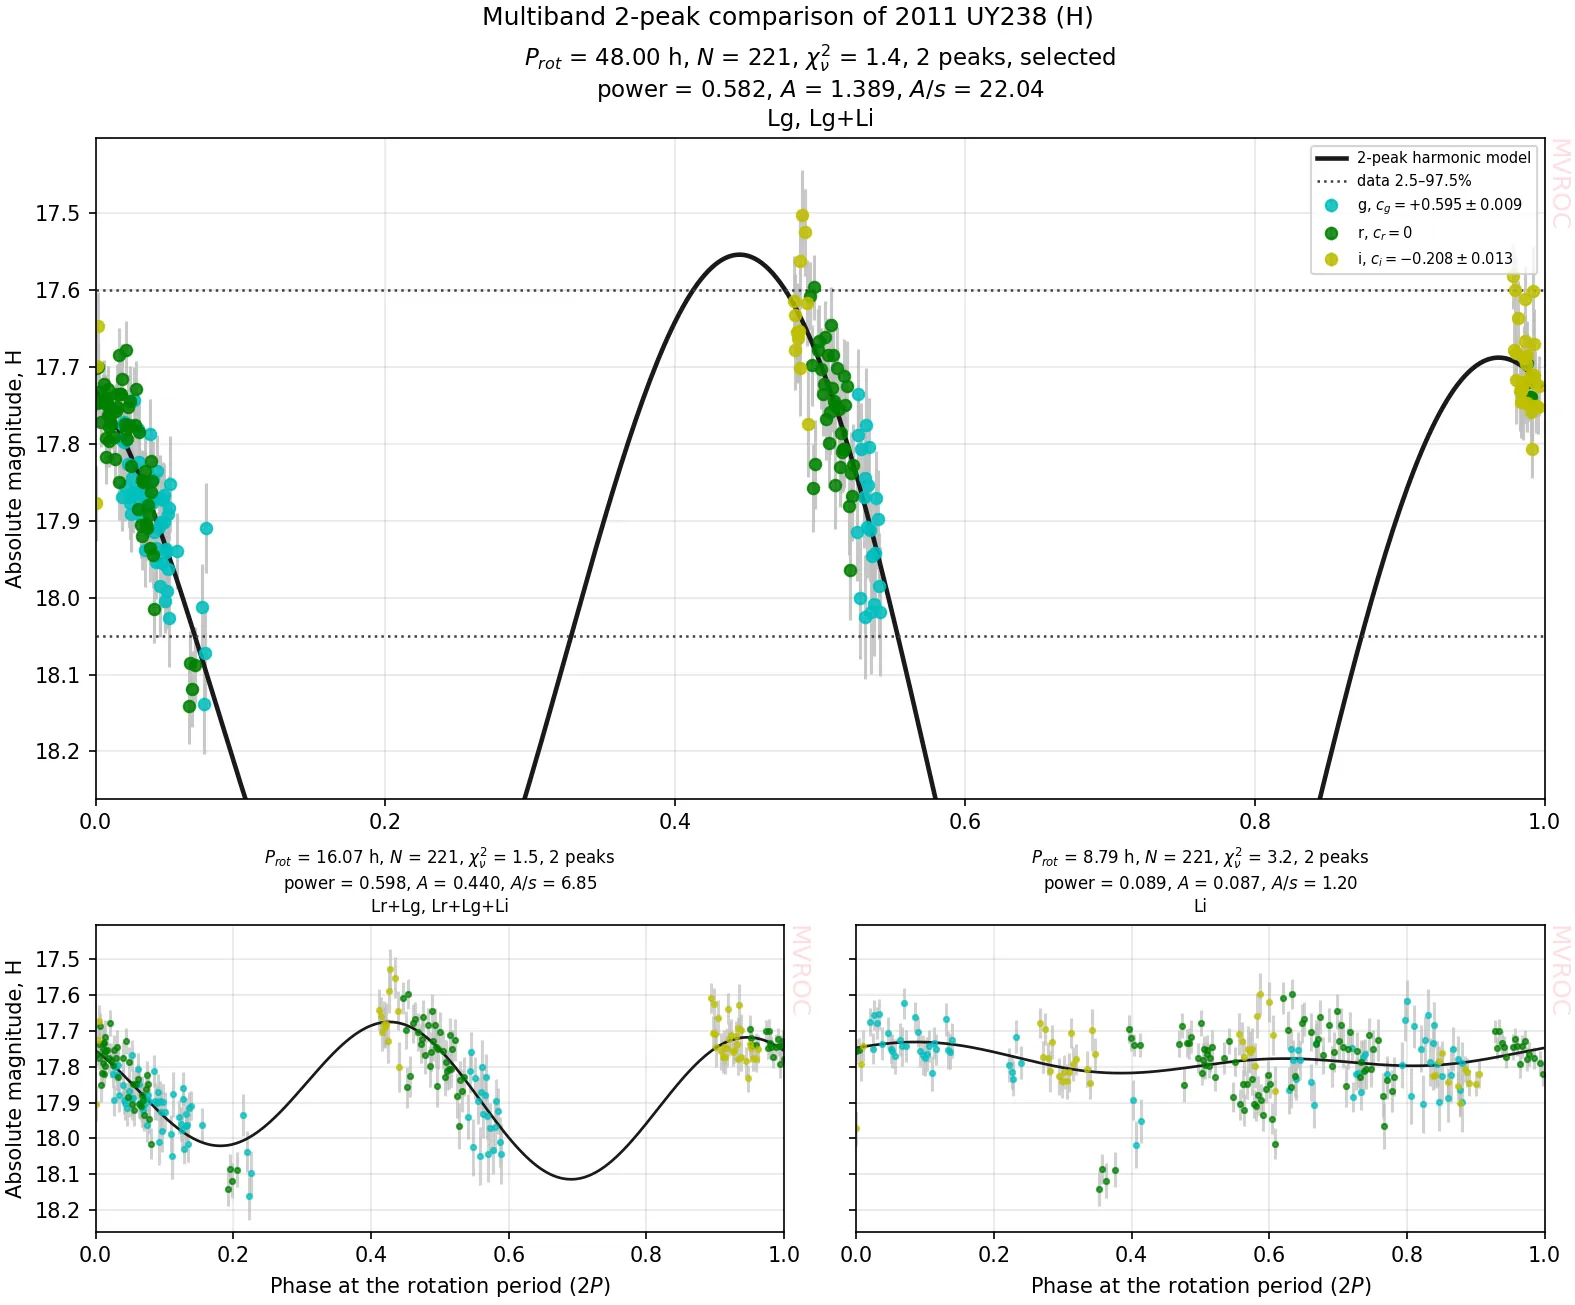 Multiband 2-peak comparison of 2011 UY238 (H)
P_rot = 48.00 h, N = 221, χ²_ν = 1.4, 2 peaks, selected
power = 0.582, A = 1.389, A/s = 22.04
Lg, Lg+Li
2-peak harmonic model
data 2.5–97.5%
g, c_g = +0.595 ± 0.009
r, c_r = 0
i, c_i = −0.208 ± 0.013
MVROC
Absolute magnitude, H
17.5
17.6
17.7
17.8
17.9
18.0
18.1
18.2
0.0 0.2 0.4 0.6 0.8 1.0
P_rot = 16.07 h, N = 221, χ²_ν = 1.5, 2 peaks
power = 0.598, A = 0.440, A/s = 6.85
Lr+Lg, Lr+Lg+Li
MVROC
Absolute magnitude, H
17.5
17.6
17.7
17.8
17.9
18.0
18.1
18.2
0.0 0.2 0.4 0.6 0.8 1.0
Phase at the rotation period (2P)
P_rot = 8.79 h, N = 221, χ²_ν = 3.2, 2 peaks
power = 0.089, A = 0.087, A/s = 1.20
Li
MVROC
0.0 0.2 0.4 0.6 0.8 1.0
Phase at the rotation period (2P)